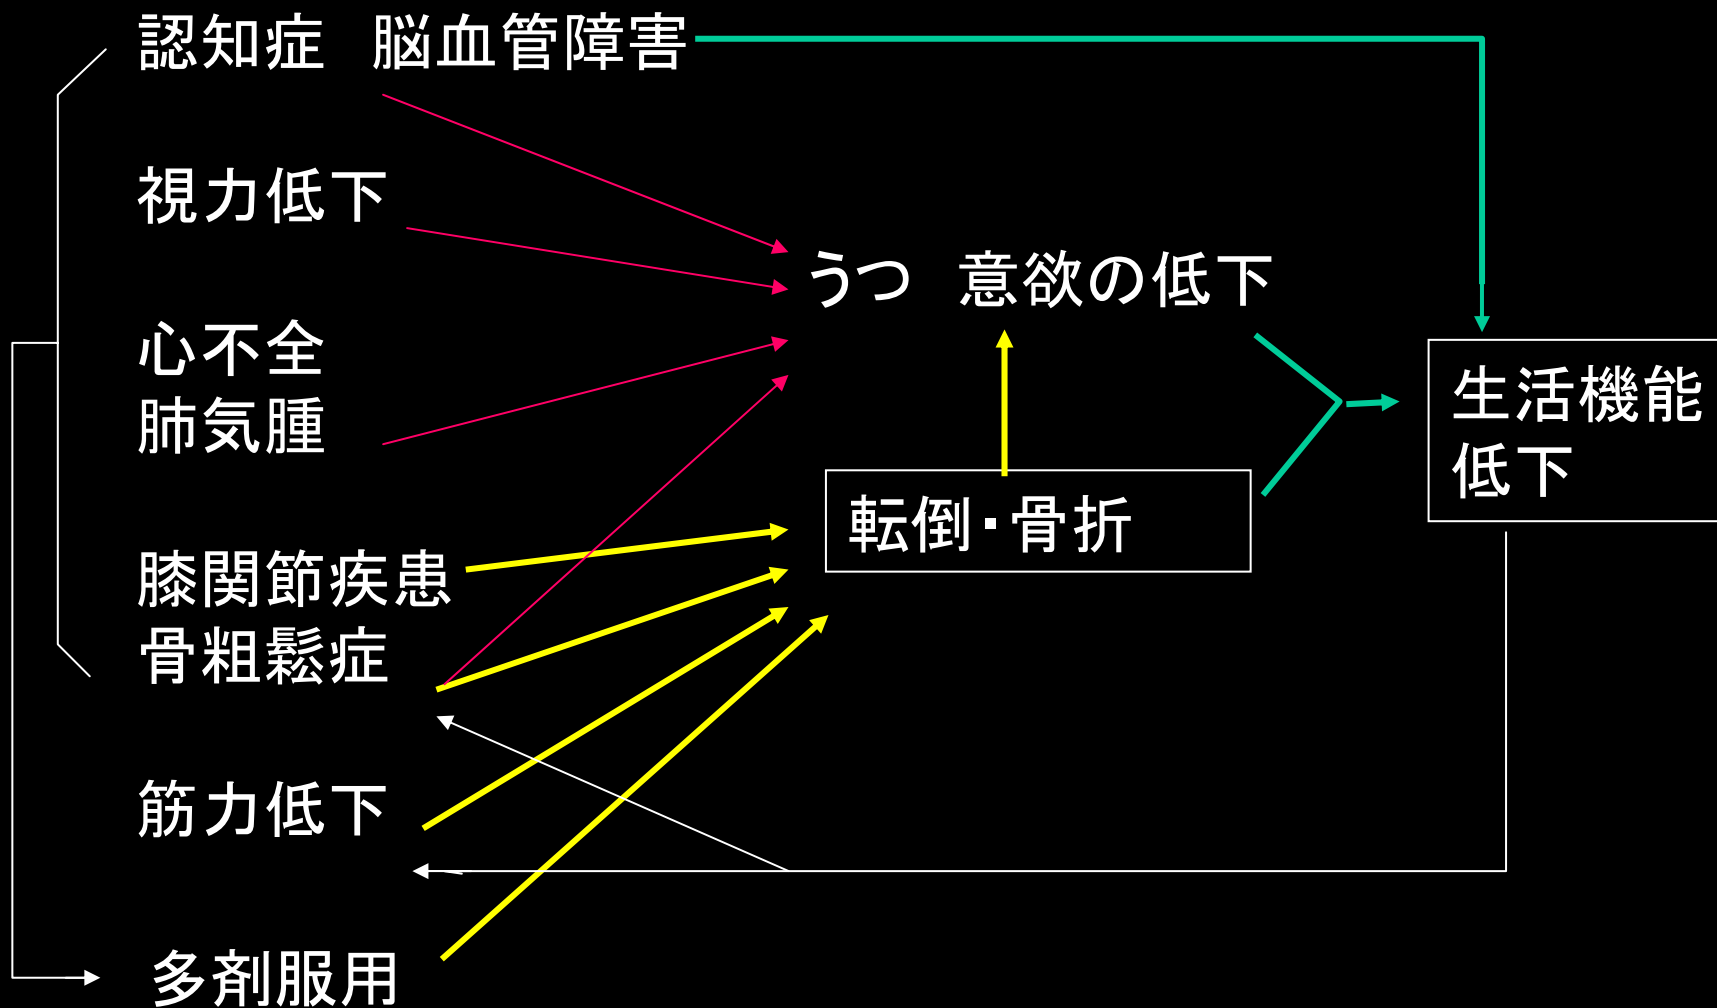 認知症　脳血管障害
視力低下
うつ　意欲の低下
心不全
肺気腫
生活機能
低下
転倒・骨折
膝関節疾患
骨粗鬆症
筋力低下
多剤服用